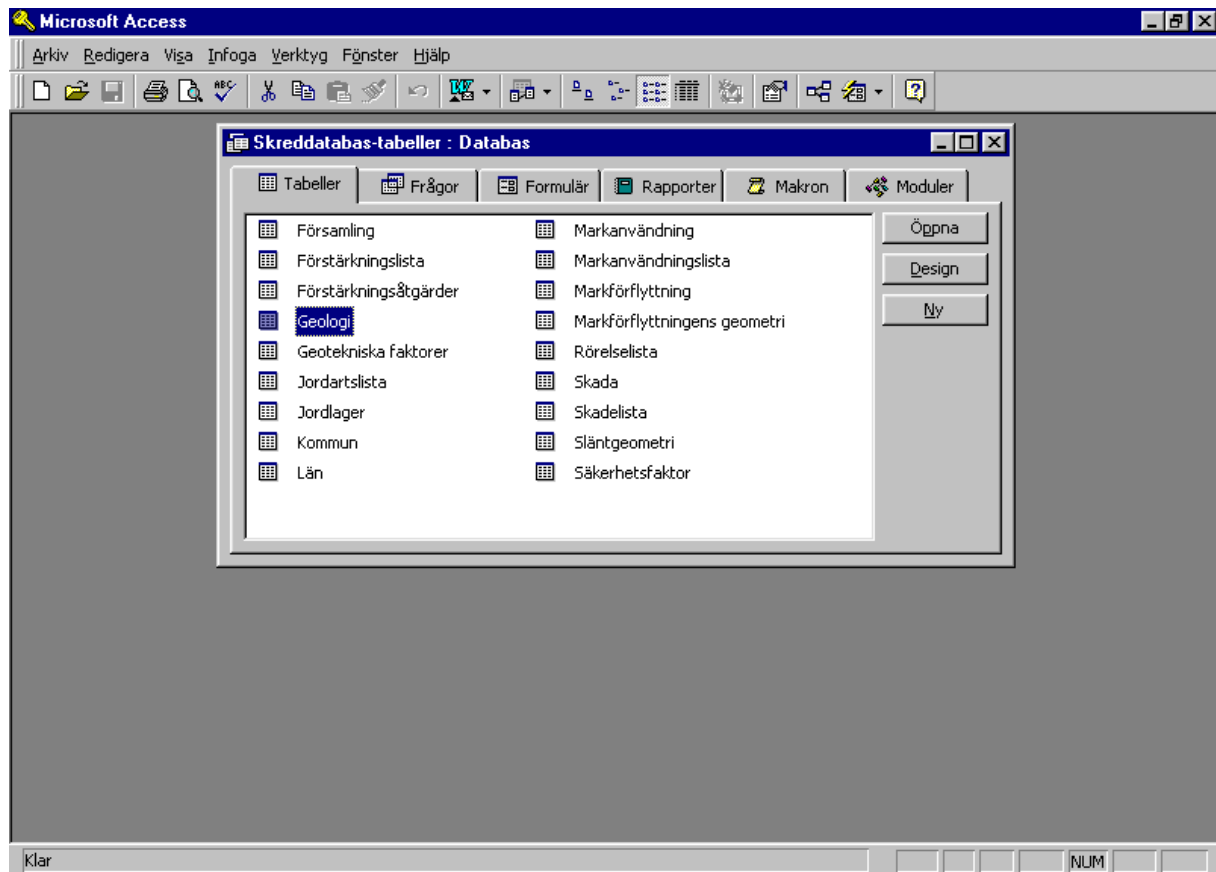 Microsoft Access
Arkiv Redigera Visa Infoga Verktyg Fönster Hjälp
ABC
Skreddatabas-tabeller : Databas
Tabeller Frågor Formulär Rapporter Makron Moduler
Församling
Förstärkningslista
Förstärkningsåtgärder
Geologi
Geotekniska faktorer
Jordartslista
Jordlager
Kommun
Län
Markanvändning
Markanvändningslista
Markförflyttning
Markförflyttningens geometri
Rörelselista
Skada
Skadelista
Släntgeometri
Säkerhetsfaktor
Öppna
Design
Ny
Klar
NUM